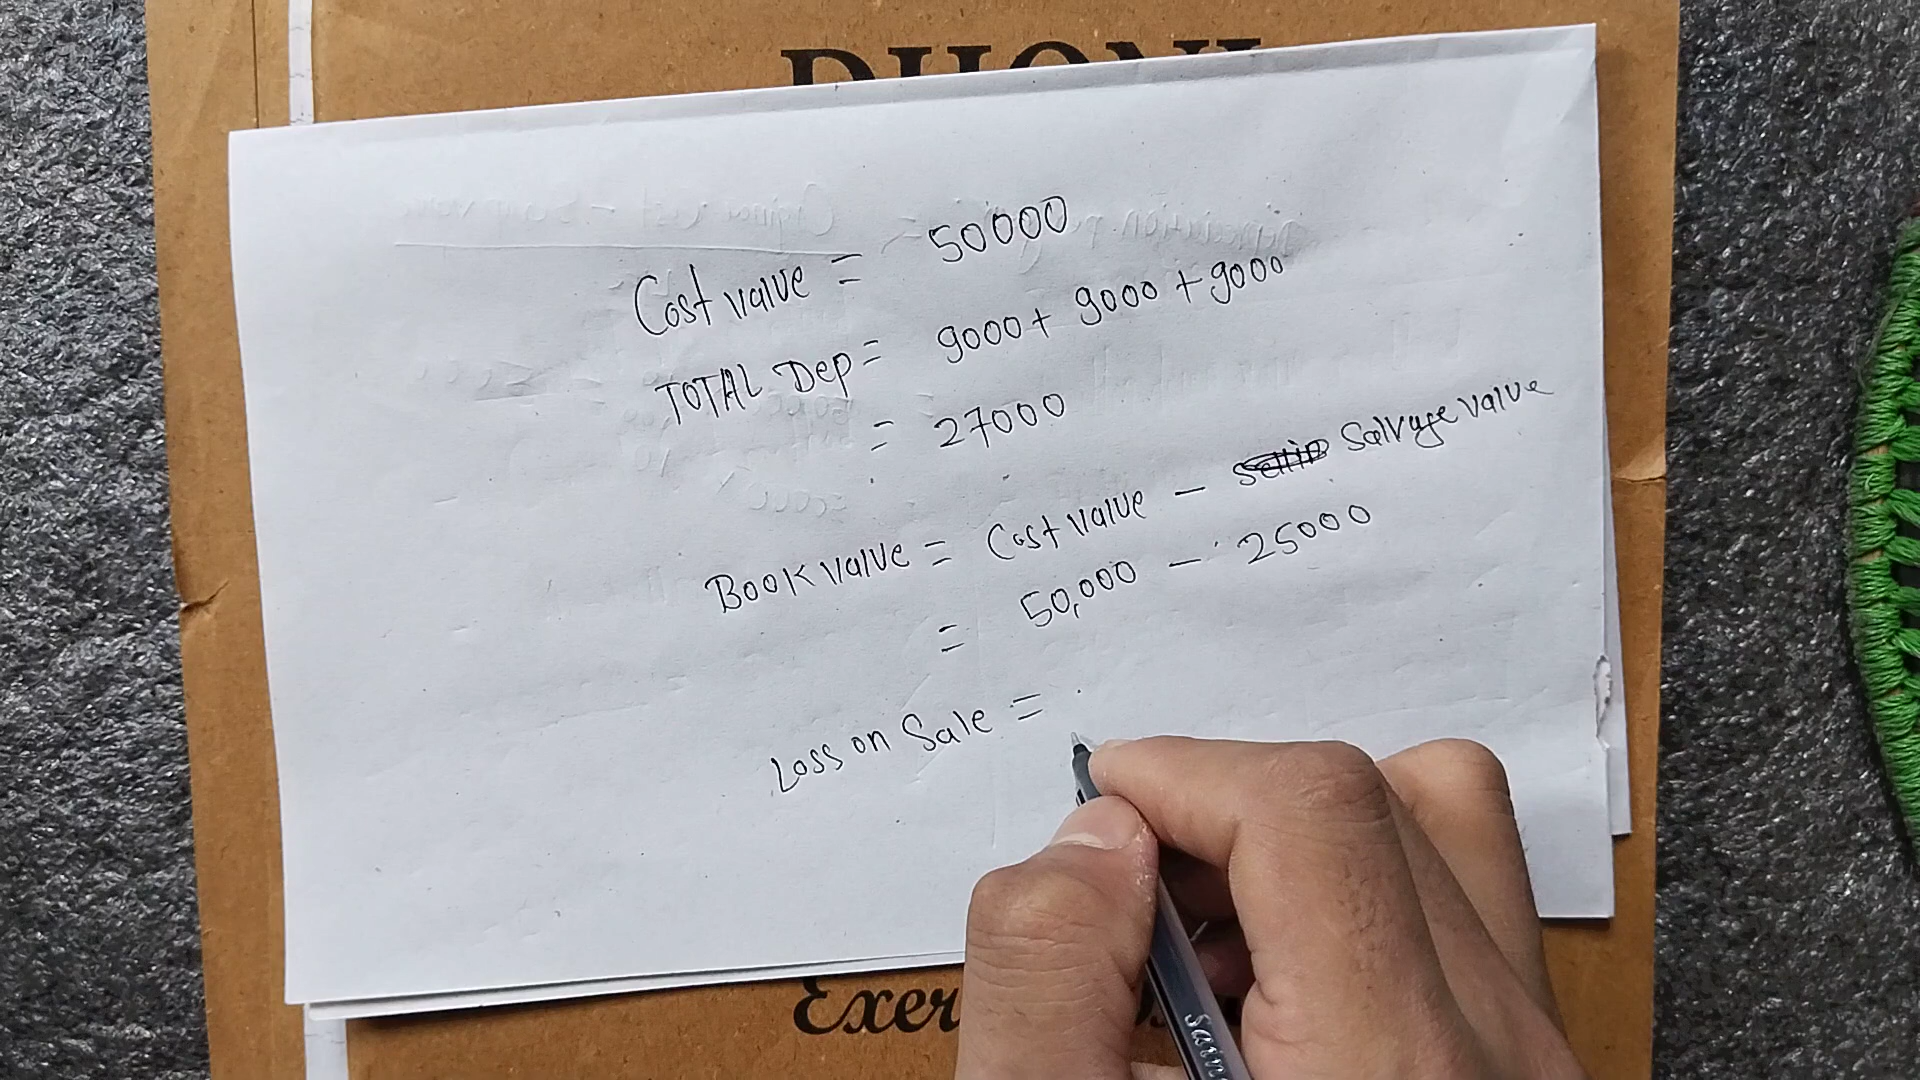 DHONI
Cost value = 50000
TOTAL Dep = 9000 + 9000 + 9000
= 27000
Book value = Cost value - Salvage value
= 50,000 - 25000
Loss on Sale =
Exer